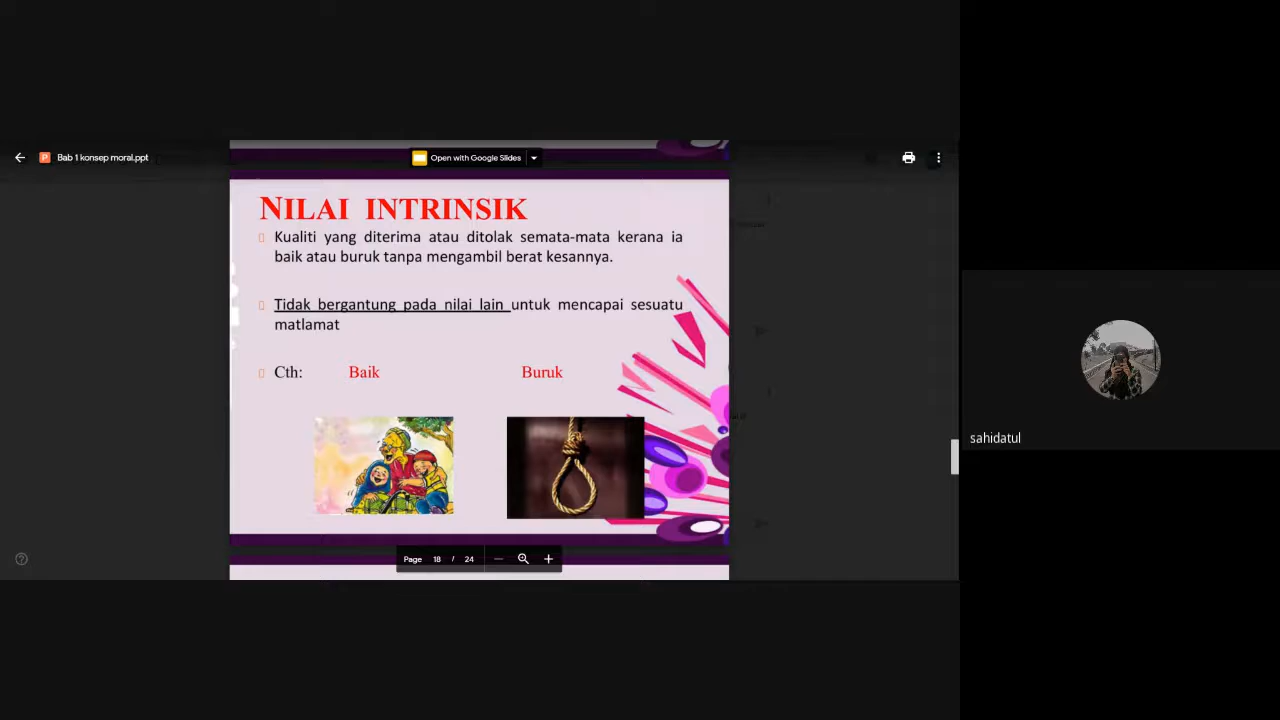 Bab 1 konsep moral.ppt
Open with Google Slides
NILAI INTRINSIK
Kualiti yang diterima atau ditolak semata-mata kerana ia
baik atau buruk tanpa mengambil berat kesannya.
Tidak bergantung pada nilai lain untuk mencapai sesuatu
matlamat
Cth: Baik Buruk
sahidatul
Page 18 / 24